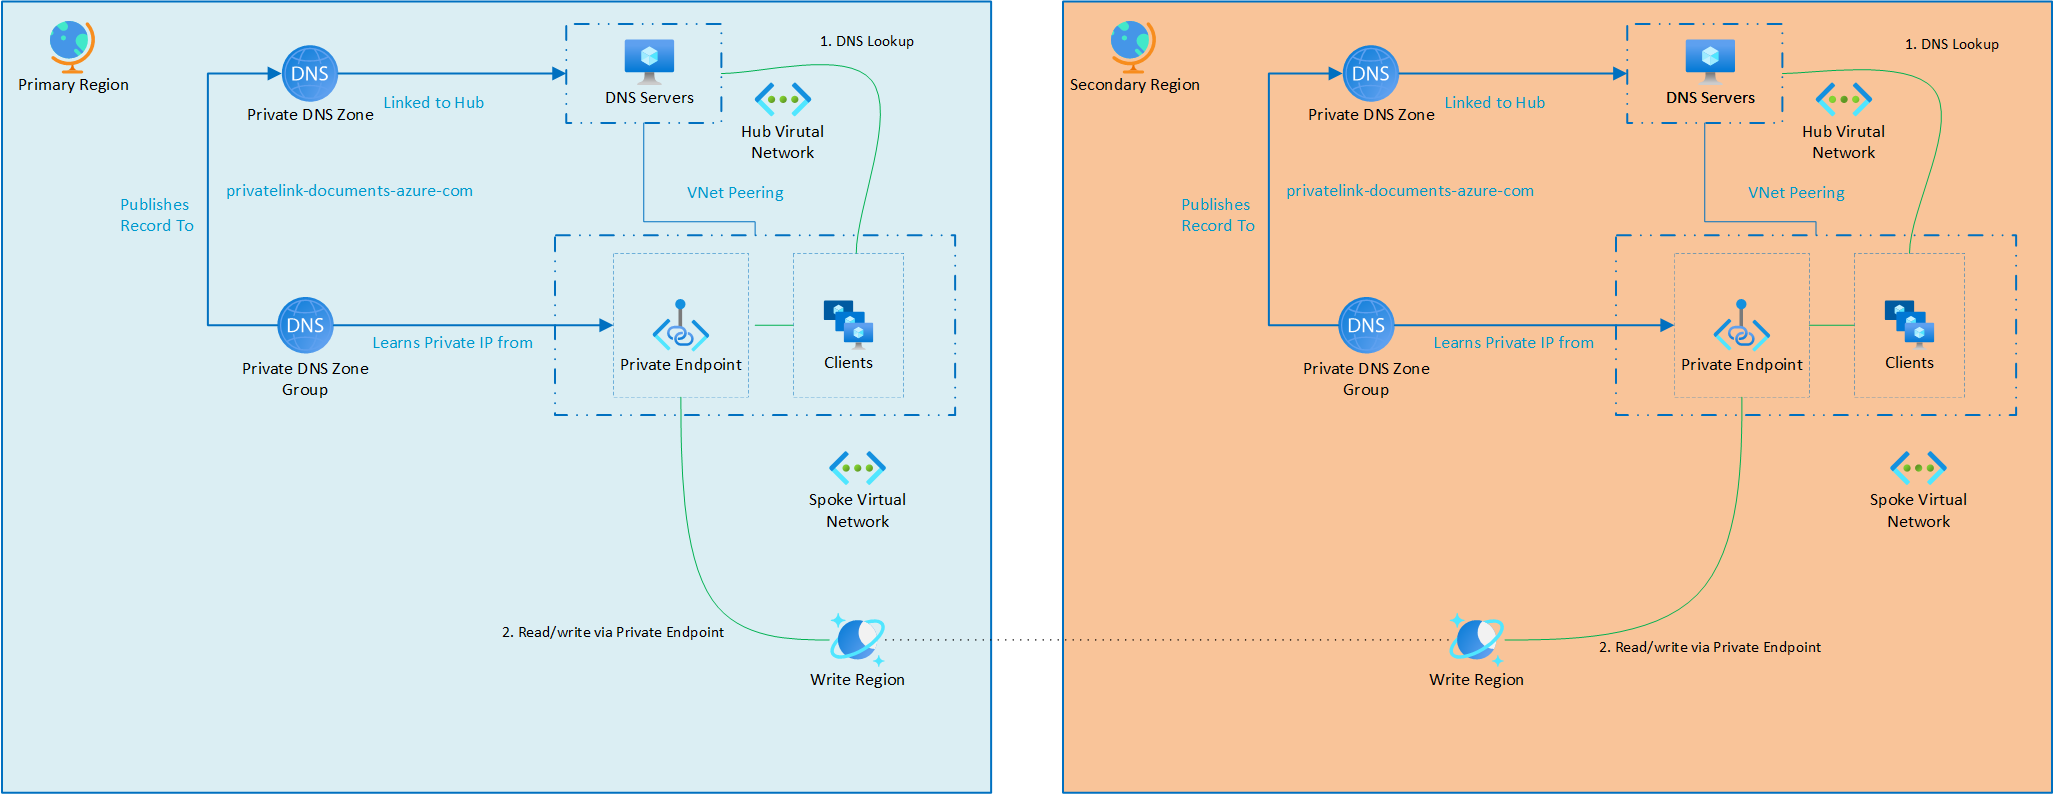 Primary Region
DNS
Private DNS Zone
Linked to Hub
DNS Servers
1. DNS Lookup
Hub Virutal
Network
privatelink-documents-azure-com
Publishes
Record To
VNet Peering
DNS
Private DNS Zone
Group
Learns Private IP from
Private Endpoint
Clients
Spoke Virtual
Network
2. Read/write via Private Endpoint
Write Region
Secondary Region
DNS
Private DNS Zone
Linked to Hub
DNS Servers
1. DNS Lookup
Hub Virutal
Network
privatelink-documents-azure-com
Publishes
Record To
VNet Peering
DNS
Private DNS Zone
Group
Learns Private IP from
Private Endpoint
Clients
Spoke Virtual
Network
2. Read/write via Private Endpoint
Write Region